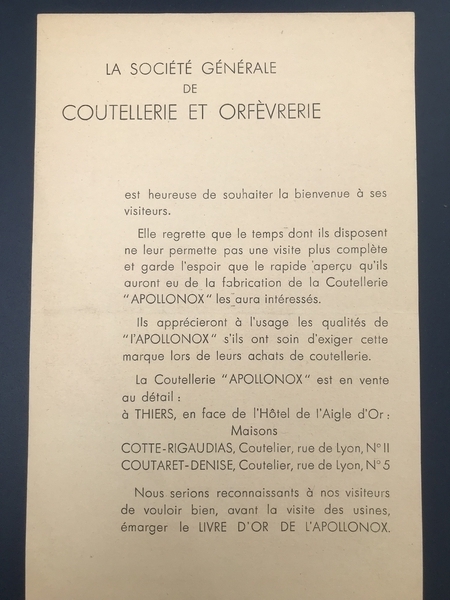 LA SOCIÉTÉ GÉNÉRALE
DE
COUTELLERIE ET ORFÈVRERIE
est heureuse de souhaiter la bienvenue à ses
visiteurs.
Elle regrette que le temps dont ils disposent
ne leur permette pas une visite plus complète
et garde l'espoir que le rapide aperçu qu'ils
auront eu de la fabrication de la Coutellerie
"APOLLONOX" les aura intéressés.
Ils apprécieront à l'usage les qualités de
"l'APOLLONOX" s'ils ont soin d'exiger cette
marque lors de leurs achats de coutellerie.
La Coutellerie "APOLLONOX" est en vente
au détail :
à THIERS, en face de l'Hôtel de l'Aigle d'Or :
Maisons
COTTE-RIGAUDIAS, Coutelier, rue de Lyon, N° 11
COUTARET-DENISE, Coutelier, rue de Lyon, N° 5
Nous serions reconnaissants à nos visiteurs
de vouloir bien, avant la visite des usines,
émarger le LIVRE D'OR DE L'APOLLONOX.